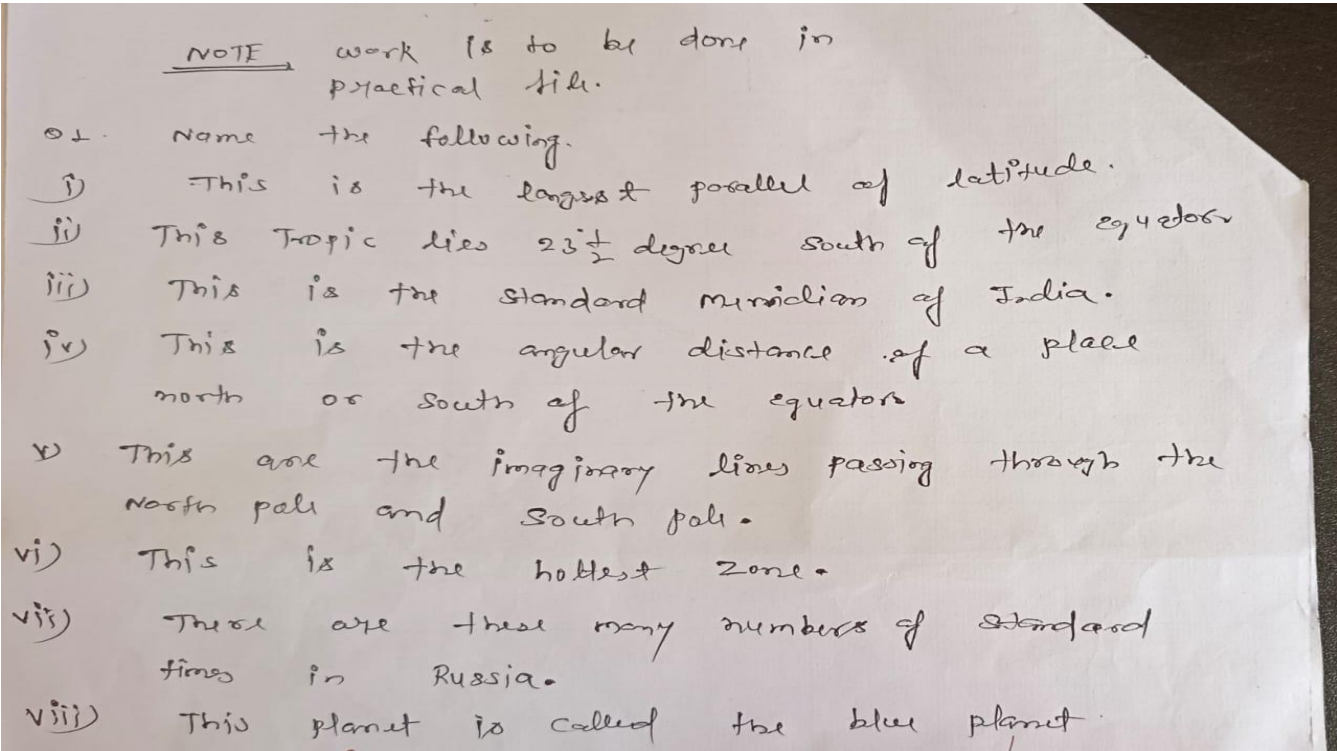 NOTE work is to be done in
practical file.
Q1. Name the following.
i) This is the longest parallel of latitude.
ii) This Tropic lies 23 1/2 degree south of the equator
iii) This is the standard meridian of India.
iv) This is the angular distance of a place
north or south of the equator
v) This are the imaginary lines passing through the
North pole and South pole.
vi) This is the hottest zone.
vii) There are these many numbers of standard
times in Russia.
viii) This planet is called the blue planet